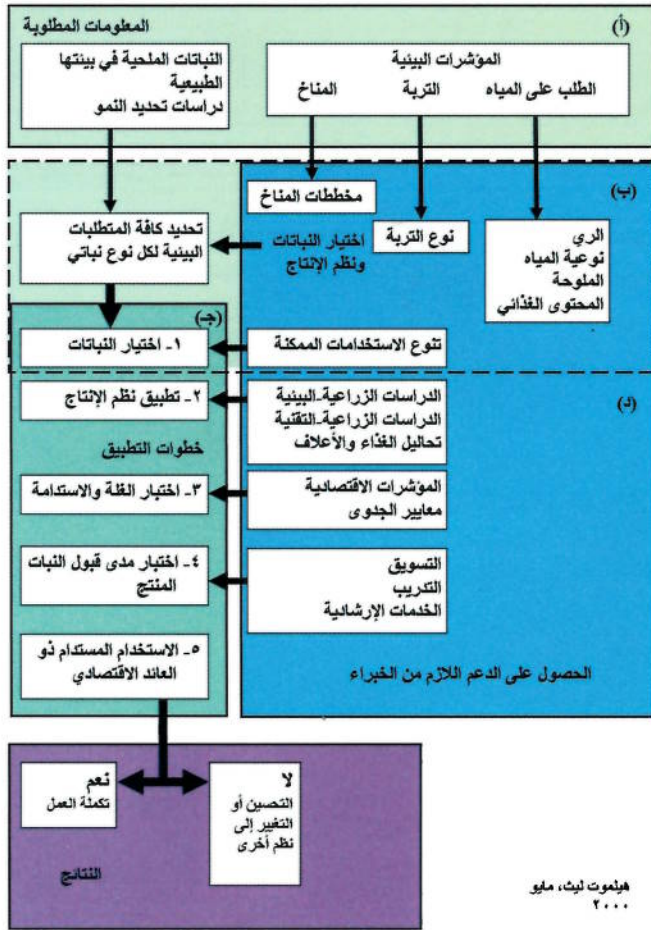 (أ)
المعلومات المطلوبة
المؤشرات البيئية
الطلب على المياه
التربة
المناخ
النباتات الملحية في بيئتها
الطبيعية
دراسات تحديد النمو
(ب)
مخططات المناخ
نوع التربة
الري
نوعية المياه
الملوحة
المحتوى الغذائي
اختيار النباتات
ونظم الإنتاج
تحديد كافة المتطلبات
البيئية لكل نوع نباتي
(جـ)
١- اختيار النباتات
تنوع الاستخدامات الممكنة
(د)
٢- تطبيق نظم الإنتاج
الدراسات الزراعية-البيئية
الدراسات الزراعية-التقنية
تحاليل الغذاء والأعلاف
خطوات التطبيق
٣- اختبار الغلة والاستدامة
المؤشرات الاقتصادية
معايير الجدوى
٤- اختبار مدى قبول النبات
المنتج
التسويق
التدريب
الخدمات الإرشادية
٥- الاستخدام المستدام ذو
العائد الاقتصادي
الحصول على الدعم اللازم من الخبراء
لا
التحسين أو
التغيير إلى
نظم أخرى
نعم
تكملة العمل
النتائج
هيلموت ليث، مايو
٢٠٠٠